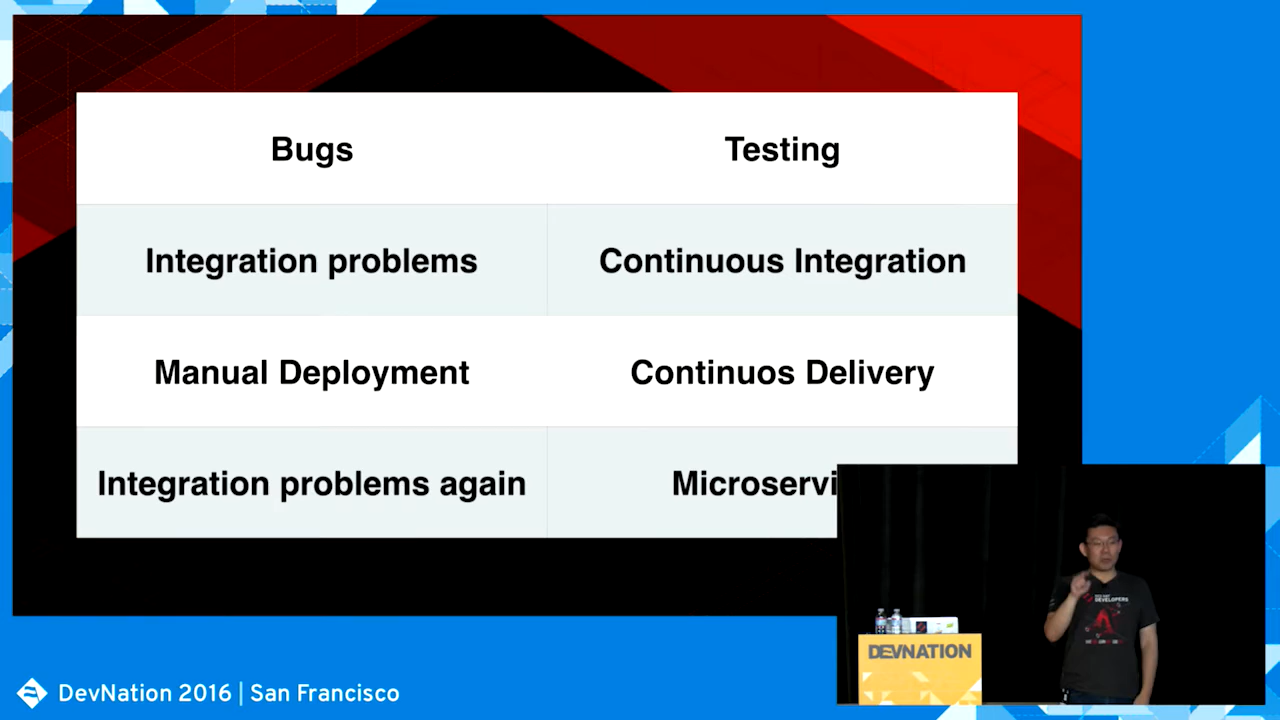 Bugs Testing
Integration problems Continuous Integration
Manual Deployment Continuos Delivery
Integration problems again Microservi
DEVELOPERS
DEVNATION
DevNation 2016 | San Francisco